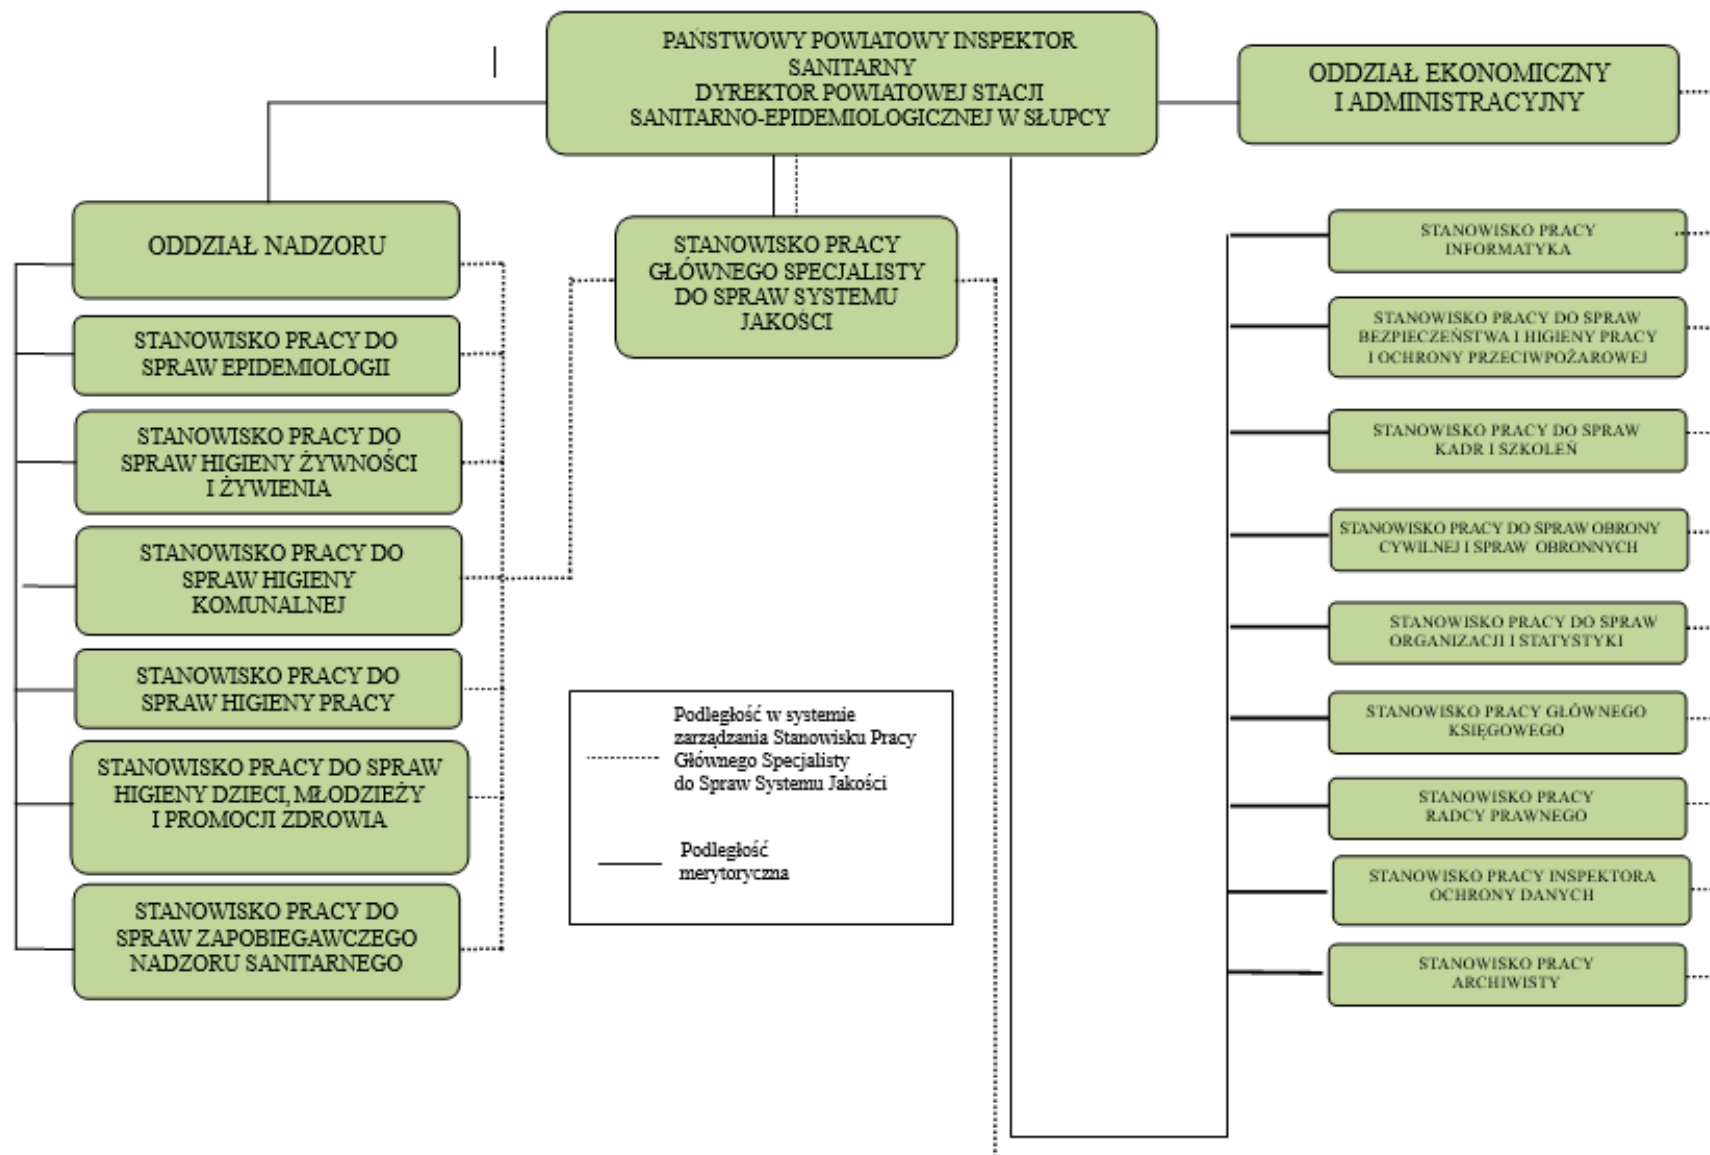 PAŃSTWOWY POWIATOWY INSPEKTOR
SANITARNY
DYREKTOR POWIATOWEJ STACJI
SANITARNO-EPIDEMIOLOGICZNEJ W SŁUPCY
ODDZIAŁ EKONOMICZNY
I ADMINISTRACYJNY
ODDZIAŁ NADZORU
STANOWISKO PRACY DO
SPRAW EPIDEMIOLOGII
STANOWISKO PRACY DO
SPRAW HIGIENY ŻYWNOŚCI
I ŻYWIENIA
STANOWISKO PRACY DO
SPRAW HIGIENY
KOMUNALNEJ
STANOWISKO PRACY DO
SPRAW HIGIENY PRACY
STANOWISKO PRACY DO SPRAW
HIGIENY DZIECI, MŁODZIEŻY
I PROMOCJI ZDROWIA
STANOWISKO PRACY DO
SPRAW ZAPOBIEGAWCZEGO
NADZORU SANITARNEGO
STANOWISKO PRACY
GŁÓWNEGO SPECJALISTY
DO SPRAW SYSTEMU
JAKOŚCI
Podległość w systemie
zarządzania Stanowisku Pracy
Głównego Specjalisty
do Spraw Systemu Jakości
Podległość
merytoryczna
STANOWISKO PRACY
INFORMATYKA
STANOWISKO PRACY DO SPRAW
BEZPIECZEŃSTWA I HIGIENY PRACY
I OCHRONY PRZECIWPOŻAROWEJ
STANOWISKO PRACY DO SPRAW
KADR I SZKOLEŃ
STANOWISKO PRACY DO SPRAW OBRONY
CYWILNEJ I SPRAW OBRONNYCH
STANOWISKO PRACY DO SPRAW
ORGANIZACJI I STATYSTYKI
STANOWISKO PRACY GŁÓWNEGO
KSIĘGOWEGO
STANOWISKO PRACY
RADCY PRAWNEGO
STANOWISKO PRACY INSPEKTORA
OCHRONY DANYCH
STANOWISKO PRACY
ARCHIWISTY